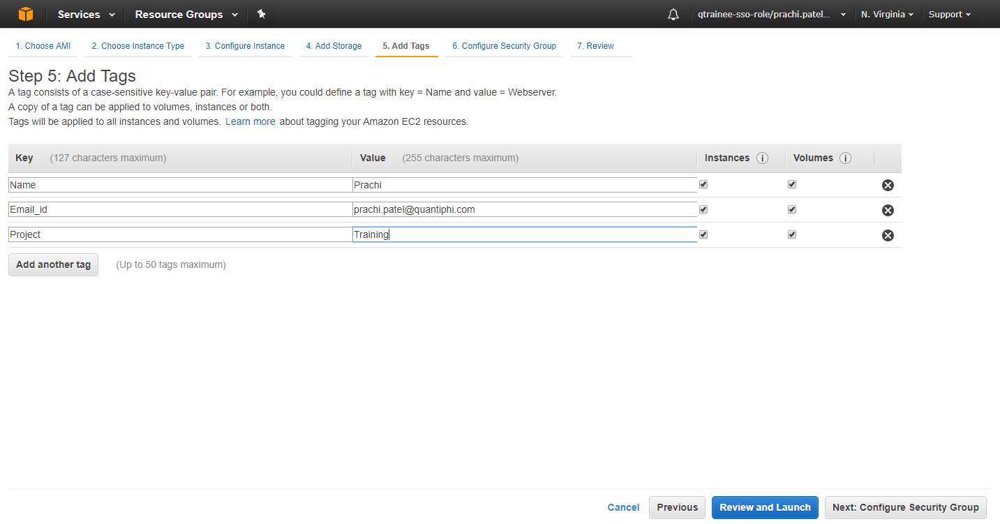 Services Resource Groups qtrainee-sso-role/prachi.patel... N. Virginia Support
1. Choose AMI 2. Choose Instance Type 3. Configure Instance 4. Add Storage 5. Add Tags 6. Configure Security Group 7. Review
Step 5: Add Tags
A tag consists of a case-sensitive key-value pair. For example, you could define a tag with key = Name and value = Webserver.
A copy of a tag can be applied to volumes, instances or both.
Tags will be applied to all instances and volumes. Learn more about tagging your Amazon EC2 resources.
Key (127 characters maximum) Value (255 characters maximum) Instances i Volumes i
Name Prachi
Email_id prachi.patel@quantiphi.com
Project Training
Add another tag (Up to 50 tags maximum)
Cancel Previous Review and Launch Next: Configure Security Group